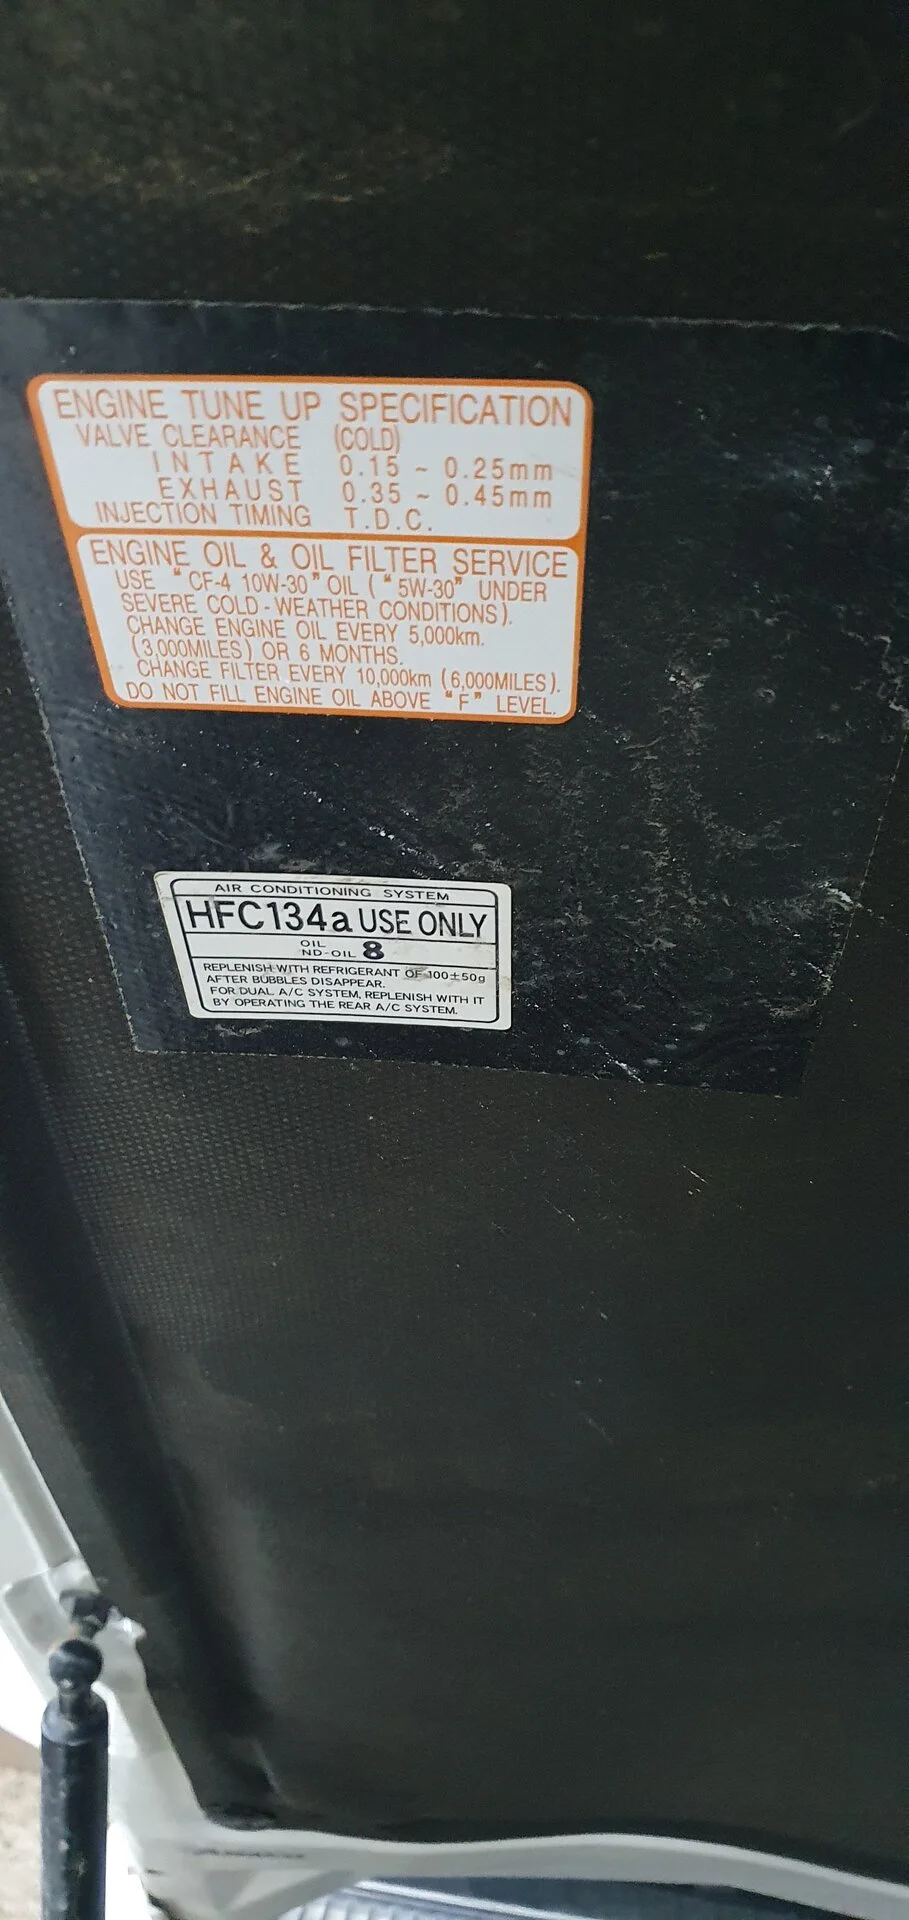 ENGINE TUNE UP SPECIFICATION
VALVE CLEARANCE (COLD)
INTAKE 0.15 ~ 0.25mm
EXHAUST 0.35 ~ 0.45mm
INJECTION TIMING T.D.C.
ENGINE OIL & OIL FILTER SERVICE
USE "CF-4 10W-30" OIL ("5W-30" UNDER
SEVERE COLD-WEATHER CONDITIONS).
CHANGE ENGINE OIL EVERY 5,000km.
(3,000MILES) OR 6 MONTHS.
CHANGE FILTER EVERY 10,000km (6,000MILES).
DO NOT FILL ENGINE OIL ABOVE "F" LEVEL.
AIR CONDITIONING SYSTEM
HFC134a USE ONLY
OIL
ND-OIL 8
REPLENISH WITH REFRIGERANT OF 100±50g
AFTER BUBBLES DISAPPEAR.
FOR DUAL A/C SYSTEM, REPLENISH WITH IT
BY OPERATING THE REAR A/C SYSTEM.